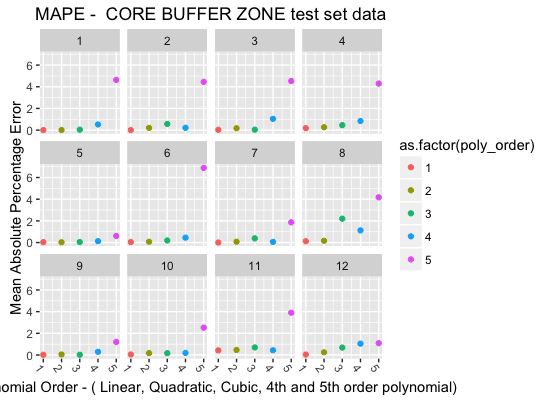 MAPE - CORE BUFFER ZONE test set data
1 2 3 4
6
4
2
0
5 6 7 8
6
4
2
0
9 10 11 12
6
4
2
0
1 2 3 4 5 1 2 3 4 5 1 2 3 4 5 1 2 3 4 5
Mean Absolute Percentage Error
Order - ( Linear, Quadratic, Cubic, 4th and 5th order polynomial)
as.factor(poly_order)
1
2
3
4
5